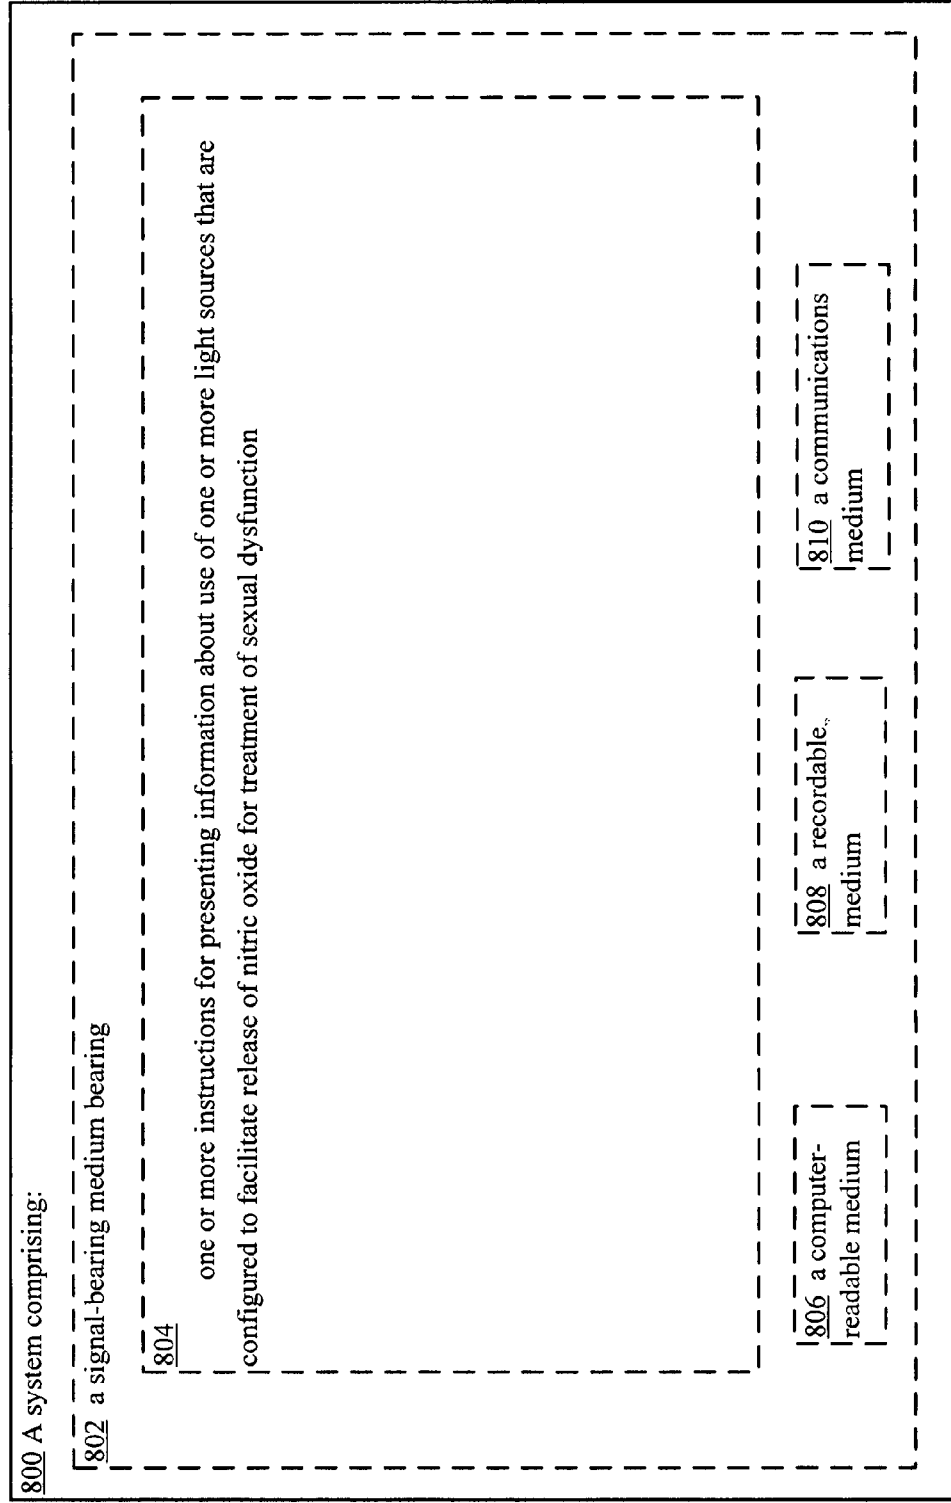 800 A system comprising:
802 a signal-bearing medium bearing
804
one or more instructions for presenting information about use of one or more light sources that are
configured to facilitate release of nitric oxide for treatment of sexual dysfunction
806 a computer-
readable medium
808 a recordable
medium
810 a communications
medium